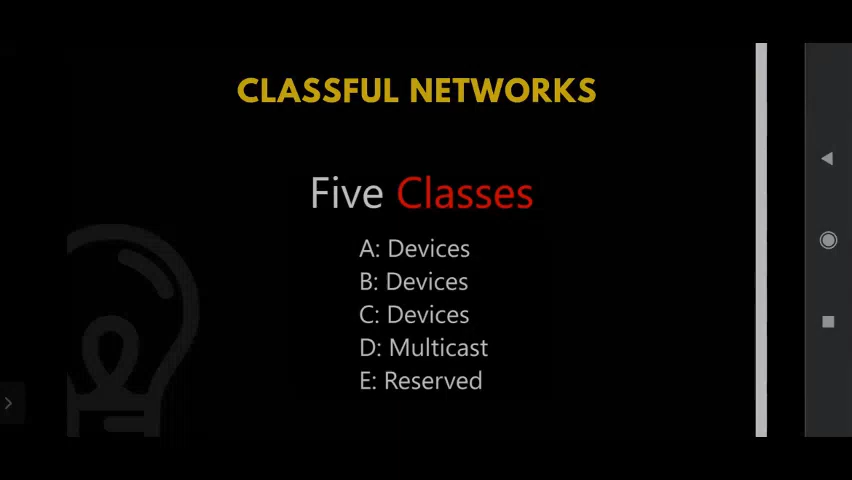 CLASSFUL NETWORKS
Five Classes
A: Devices
B: Devices
C: Devices
D: Multicast
E: Reserved